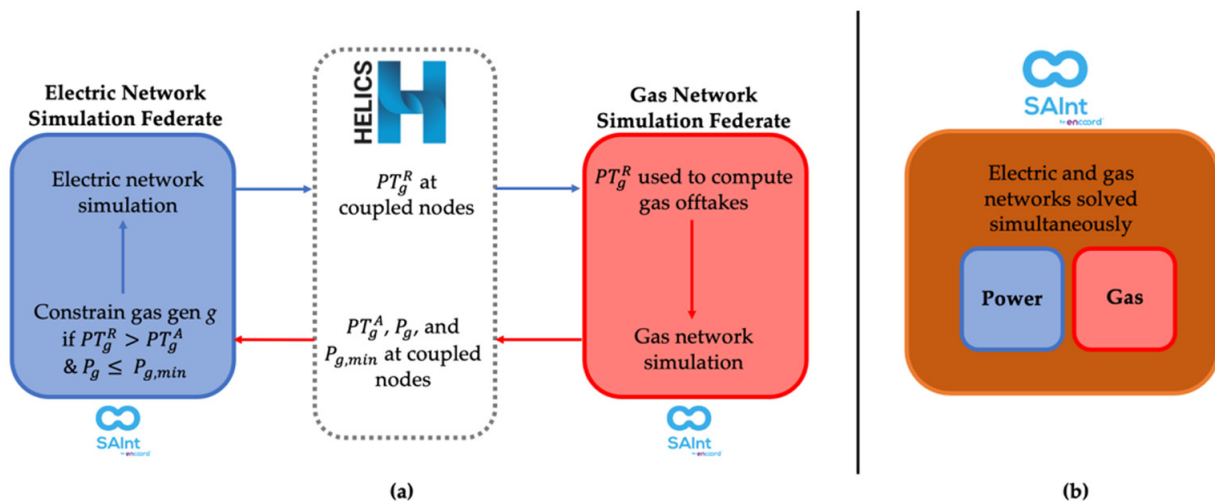 Electric Network
Simulation Federate
Electric network
simulation
Constrain gas gen g
if PT_g^R > PT_g^A
& P_g ≤ P_{g,min}
SAInt
by encoord
HELICS
PT_g^R at
coupled nodes
PT_g^A, P_g, and
P_{g,min} at coupled
nodes
Gas Network
Simulation Federate
PT_g^R used to compute
gas offtakes
Gas network
simulation
SAInt
by encoord
(a)
SAInt
by encoord
Electric and gas
networks solved
simultaneously
Power
Gas
(b)